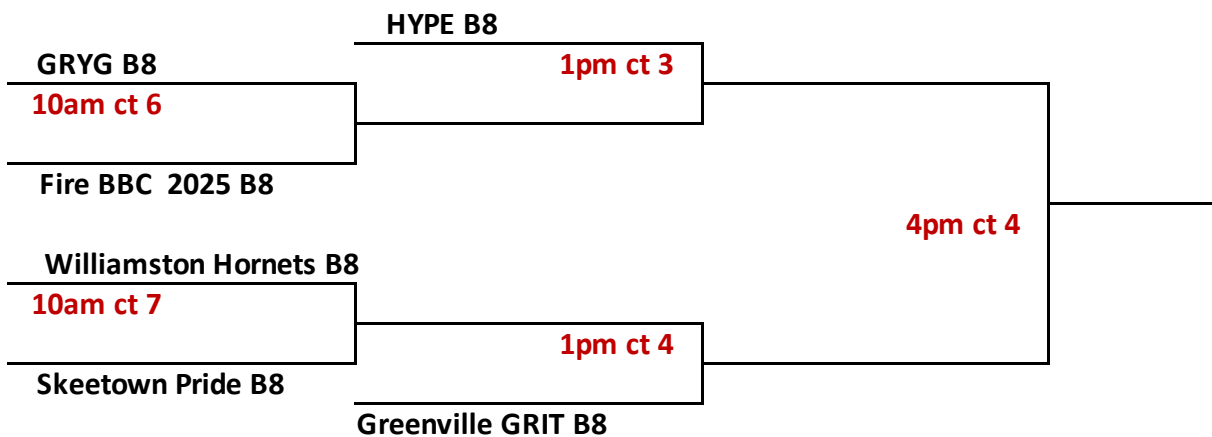 HYPE B8
GRYG B8
1pm ct 3
10am ct 6
Fire BBC  2025 B8
4pm ct 4
Williamston Hornets B8
10am ct 7
1pm ct 4
Skeetown Pride B8
Greenville GRIT B8